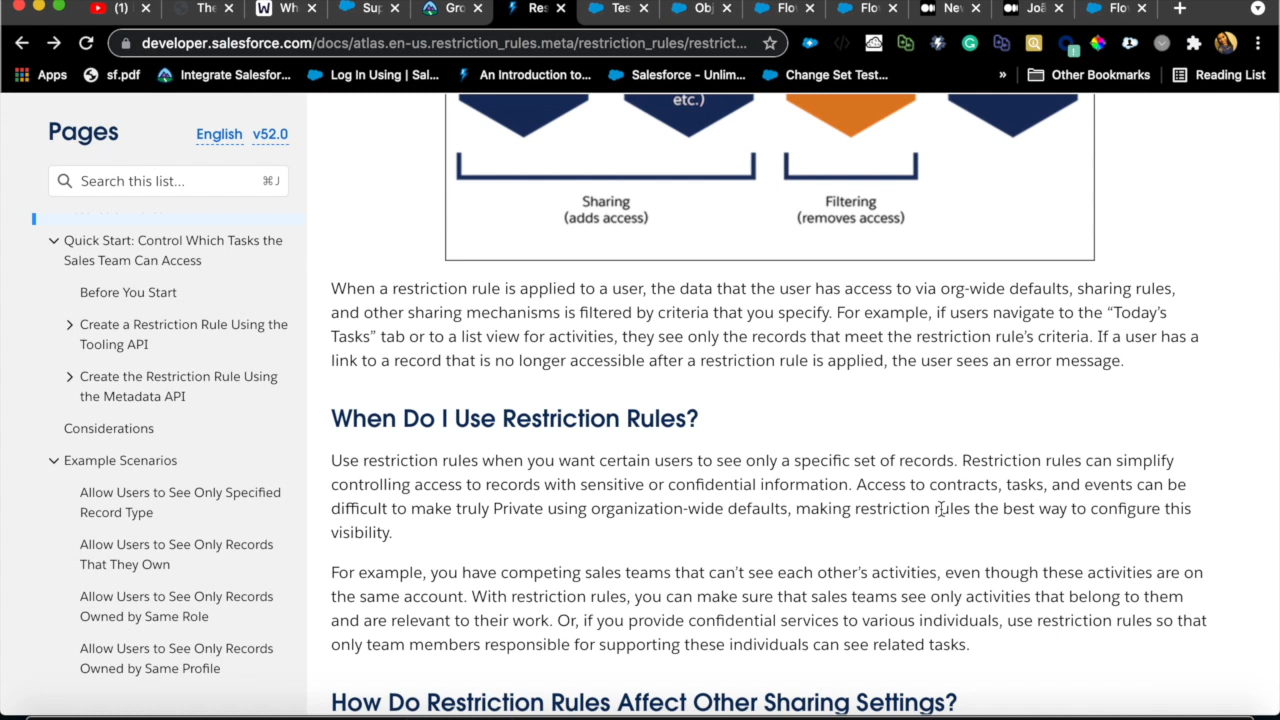 (1)
The
Wh
Sup
Gro
Res
Tes
Obj
Flov
Flov
Nev
Joã
Flov
developer.salesforce.com/docs/atlas.en-us.restriction_rules.meta/restriction_rules/restrict...
Apps
sf.pdf
Integrate Salesfor...
Log In Using | Sal...
An Introduction to...
Salesforce - Unlim...
Change Set Test...
»
Other Bookmarks
Reading List
Pages
English
v52.0
Search this list...
⌘J
Quick Start: Control Which Tasks the
Sales Team Can Access
Before You Start
Create a Restriction Rule Using the
Tooling API
Create the Restriction Rule Using
the Metadata API
Considerations
Example Scenarios
Allow Users to See Only Specified
Record Type
Allow Users to See Only Records
That They Own
Allow Users to See Only Records
Owned by Same Role
Allow Users to See Only Records
Owned by Same Profile
etc.)
Sharing
(adds access)
Filtering
(removes access)
When a restriction rule is applied to a user, the data that the user has access to via org-wide defaults, sharing rules,
and other sharing mechanisms is filtered by criteria that you specify. For example, if users navigate to the “Today’s
Tasks” tab or to a list view for activities, they see only the records that meet the restriction rule’s criteria. If a user has a
link to a record that is no longer accessible after a restriction rule is applied, the user sees an error message.
When Do I Use Restriction Rules?
Use restriction rules when you want certain users to see only a specific set of records. Restriction rules can simplify
controlling access to records with sensitive or confidential information. Access to contracts, tasks, and events can be
difficult to make truly Private using organization-wide defaults, making restriction rules the best way to configure this
visibility.
For example, you have competing sales teams that can’t see each other’s activities, even though these activities are on
the same account. With restriction rules, you can make sure that sales teams see only activities that belong to them
and are relevant to their work. Or, if you provide confidential services to various individuals, use restriction rules so that
only team members responsible for supporting these individuals can see related tasks.
How Do Restriction Rules Affect Other Sharing Settings?